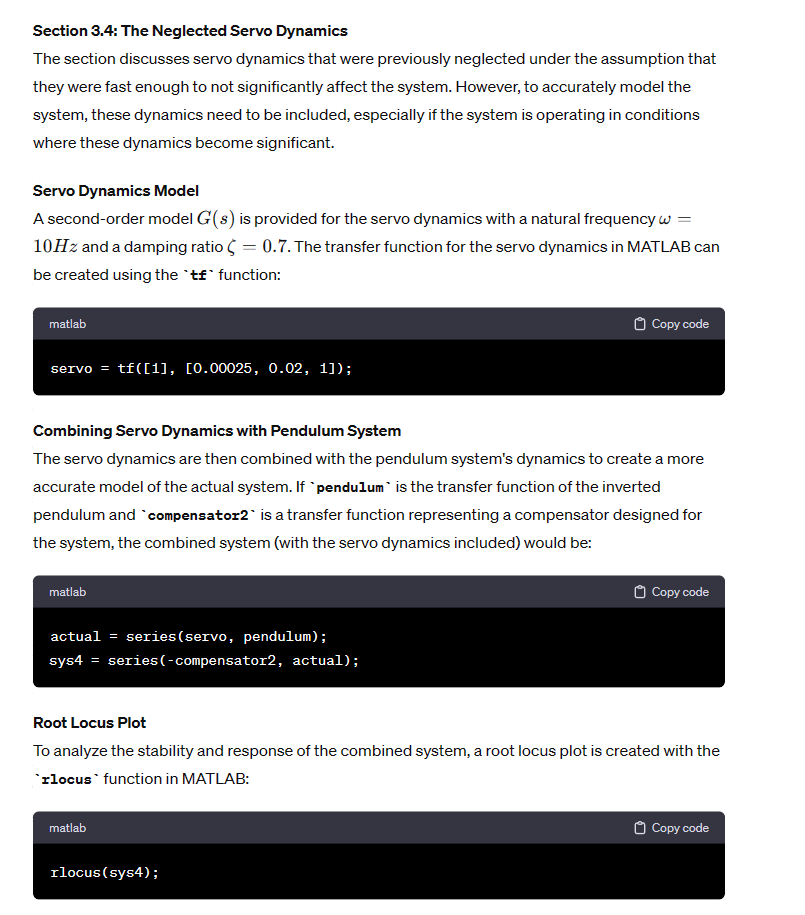 Section 3.4: The Neglected Servo Dynamics
The section discusses servo dynamics that were previously neglected under the assumption that
they were fast enough to not significantly affect the system. However, to accurately model the
system, these dynamics need to be included, especially if the system is operating in conditions
where these dynamics become significant.
Servo Dynamics Model
A second-order model G(s) is provided for the servo dynamics with a natural frequency ω =
10Hz and a damping ratio ζ = 0.7. The transfer function for the servo dynamics in MATLAB can
be created using the `tf` function:
matlab Copy code
servo = tf([1], [0.00025, 0.02, 1]);
Combining Servo Dynamics with Pendulum System
The servo dynamics are then combined with the pendulum system's dynamics to create a more
accurate model of the actual system. If `pendulum` is the transfer function of the inverted
pendulum and `compensator2` is a transfer function representing a compensator designed for
the system, the combined system (with the servo dynamics included) would be:
matlab Copy code
actual = series(servo, pendulum);
sys4 = series(-compensator2, actual);
Root Locus Plot
To analyze the stability and response of the combined system, a root locus plot is created with the
`rlocus` function in MATLAB:
matlab Copy code
rlocus(sys4);